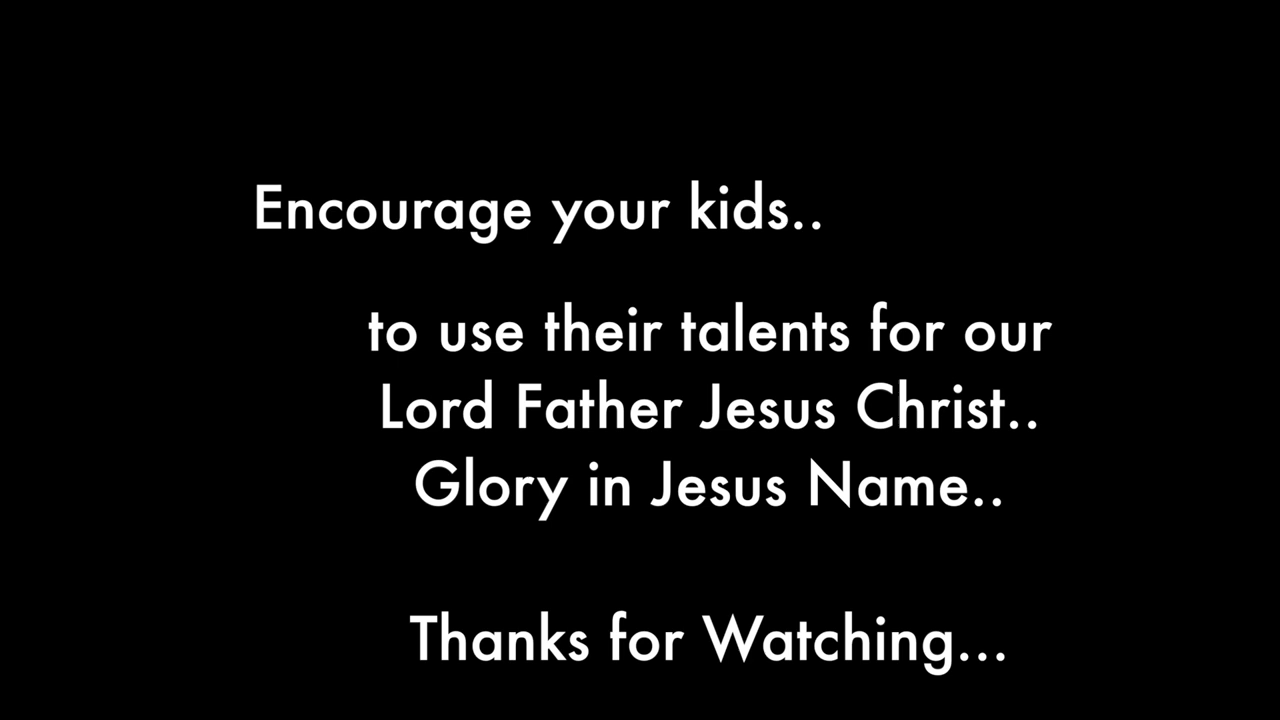 Encourage your kids..
to use their talents for our
Lord Father Jesus Christ..
Glory in Jesus Name..
Thanks for Watching...